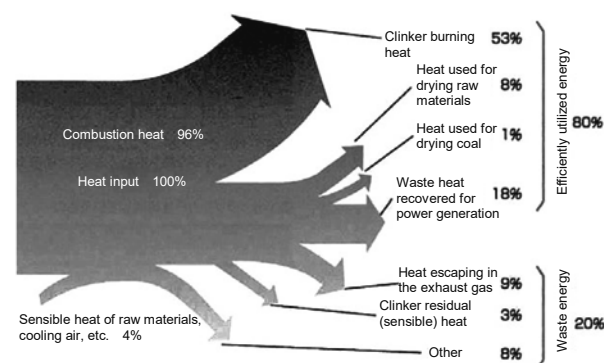 Clinker burning
heat
53%
Heat used for
drying raw
materials
8%
Combustion heat 96%
Heat used for
drying coal
1%
Heat input 100%
Waste heat
recovered for
power generation
18%
Efficiently utilized energy
80%
Heat escaping in
the exhaust gas
9%
Clinker residual
(sensible) heat
3%
Sensible heat of raw materials,
cooling air, etc. 4%
Other
8%
Waste energy
20%